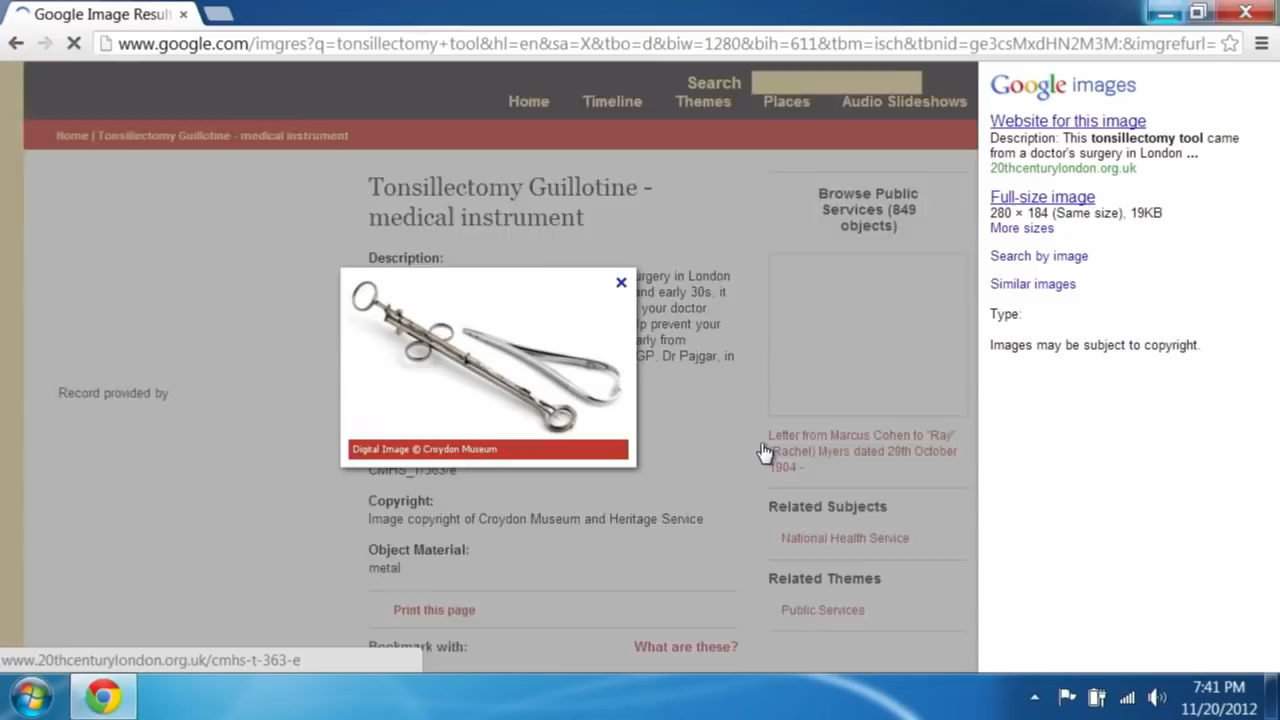 Google Image Resul
www.google.com/imgres?q=tonsillectomy+tool&hl=en&sa=X&tbo=d&biw=1280&bih=611&tbm=isch&tbnid=ge3csMxdHN2M3M:&imgrefurl=
Search
Home Timeline Themes Places Audio Slideshows
Home | Tonsillectomy Guillotine - medical instrument
Tonsillectomy Guillotine -
medical instrument
Description:
surgery in London
and early 30s, it
your doctor
prevent your
from
GP, Dr Pajgar, in
Record provided by
Digital Image © Croydon Museum
Copyright:
Image copyright of Croydon Museum and Heritage Service
Object Material:
metal
Print this page
Bookmark with: What are these?
Browse Public
Services (849
objects)
Letter from Marcus Cohen to "Ray"
(Rachel) Myers dated 29th October
1904 -
Related Subjects
National Health Service
Related Themes
Public Services
Google images
Website for this image
Description: This tonsillectomy tool came
from a doctor's surgery in London ...
20thcenturylondon.org.uk
Full-size image
280 × 184 (Same size), 19KB
More sizes
Search by image
Similar images
Type:
Images may be subject to copyright.
www.20thcenturylondon.org.uk/cmhs-t-363-e
7:41 PM
11/20/2012